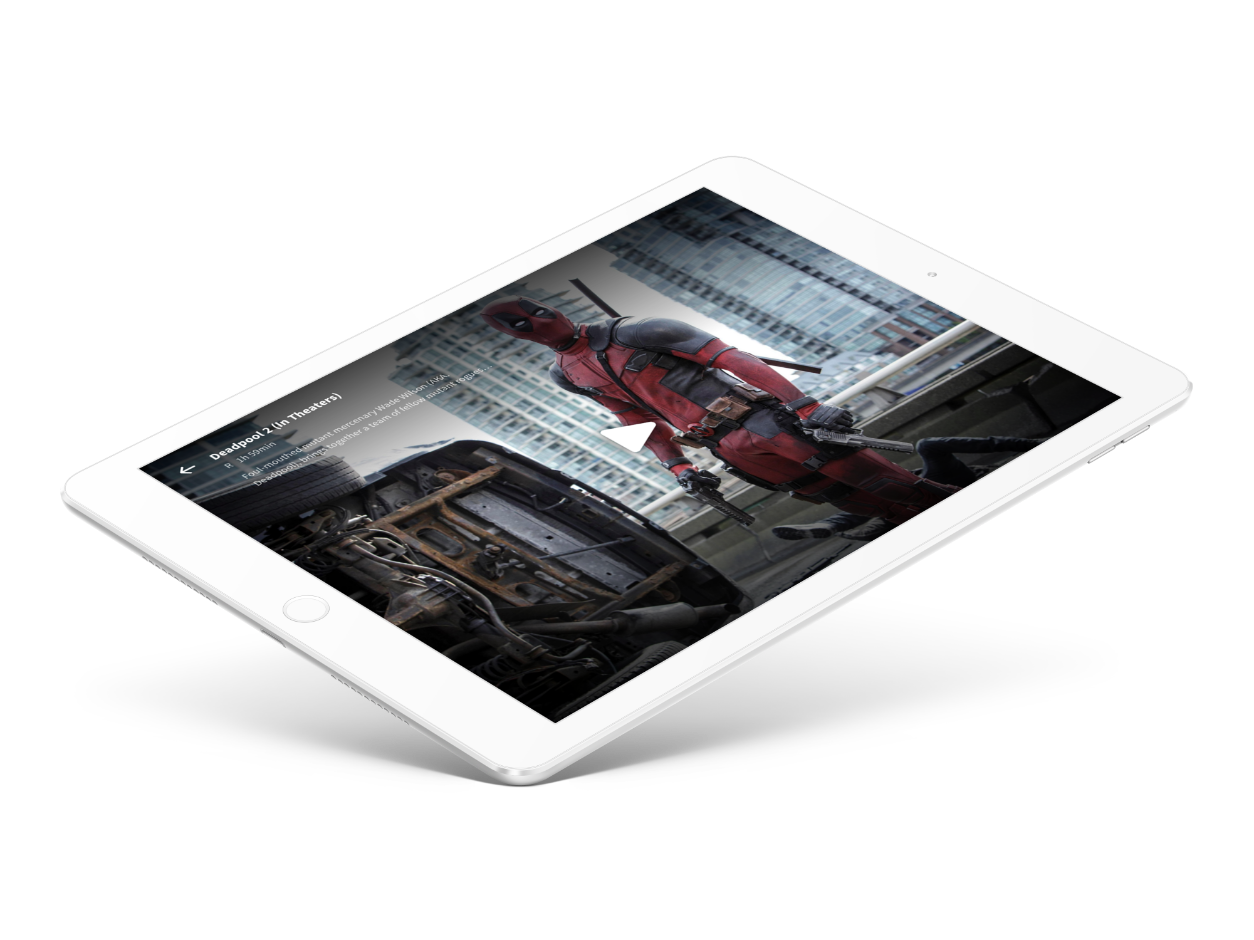 Deadpool 2 (In Theaters)
R 1h 59min
Foul-mouthed mutant mercenary Wade Wilson (AKA.
Deadpool), brings together a team of fellow mutant rogues...